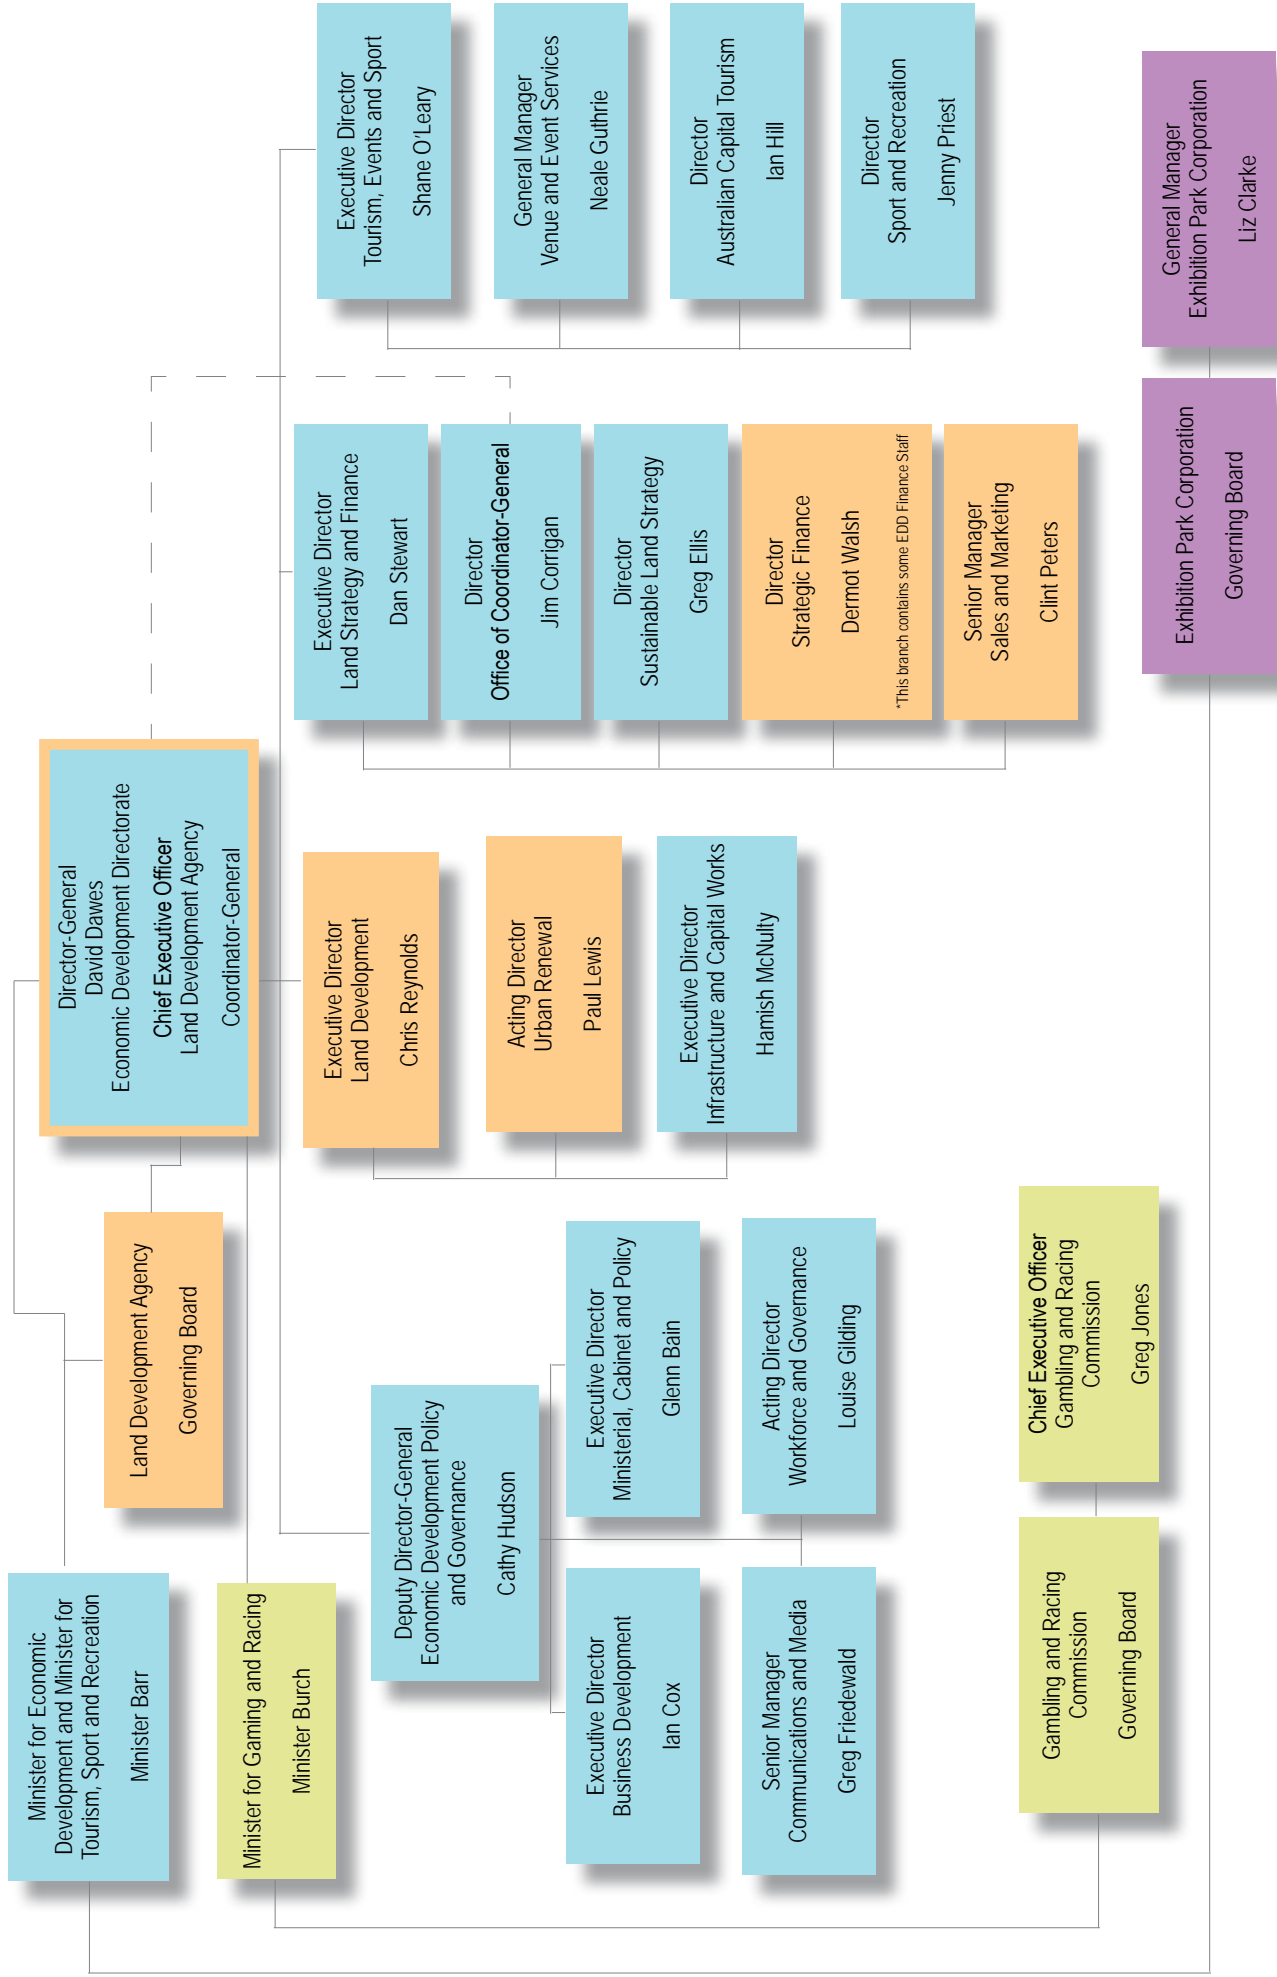 Minister for Economic
Development and Minister for
Tourism, Sport and Recreation
Minister Barr
Minister for Gaming and Racing
Minister Burch
Land Development Agency
Governing Board
Director-General
David Dawes
Economic Development Directorate
Chief Executive Officer
Land Development Agency
Coordinator-General
Deputy Director-General
Economic Development Policy
and Governance
Cathy Hudson
Executive Director
Business Development
Ian Cox
Executive Director
Ministerial, Cabinet and Policy
Glenn Bain
Senior Manager
Communications and Media
Greg Friedewald
Acting Director
Workforce and Governance
Louise Gilding
Executive Director
Land Development
Chris Reynolds
Acting Director
Urban Renewal
Paul Lewis
Executive Director
Infrastructure and Capital Works
Hamish McNulty
Executive Director
Land Strategy and Finance
Dan Stewart
Director
Office of Coordinator-General
Jim Corrigan
Director
Sustainable Land Strategy
Greg Ellis
Director
Strategic Finance
Dermot Walsh
*This branch contains some EDD Finance Staff
Senior Manager
Sales and Marketing
Clint Peters
Executive Director
Tourism, Events and Sport
Shane O'Leary
General Manager
Venue and Event Services
Neale Guthrie
Director
Australian Capital Tourism
Ian Hill
Director
Sport and Recreation
Jenny Priest
Gambling and Racing
Commission
Governing Board
Chief Executive Officer
Gambling and Racing
Commission
Greg Jones
Exhibition Park Corporation
Governing Board
General Manager
Exhibition Park Corporation
Liz Clarke